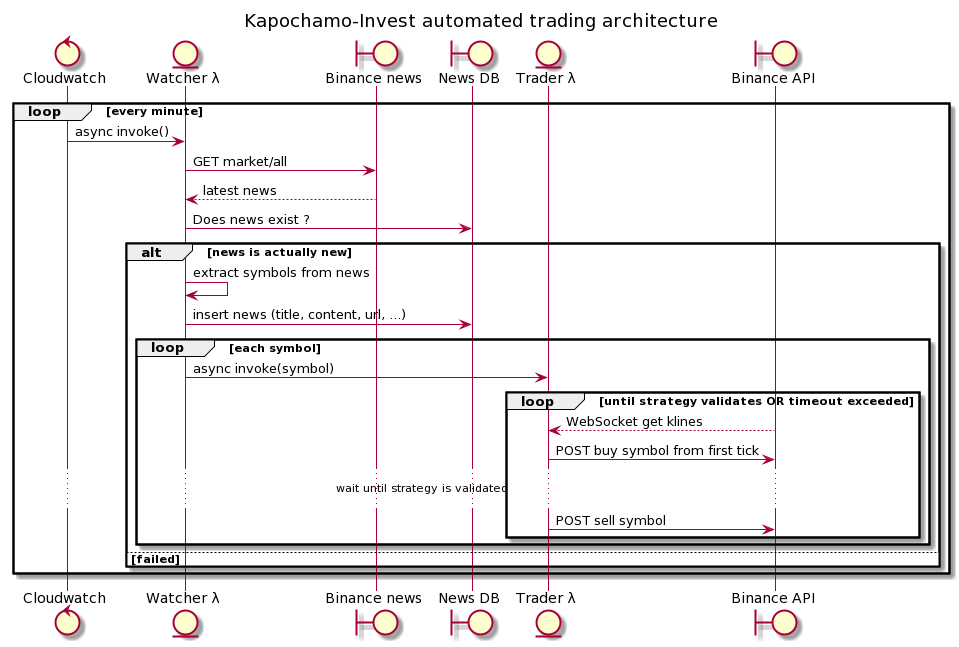 Kapochamo-Invest automated trading architecture
Cloudwatch
Watcher λ
Binance news
News DB
Trader λ
Binance API
loop [every minute]
async invoke()
GET market/all
latest news
Does news exist ?
alt [news is actually new]
extract symbols from news
insert news (title, content, url, ...)
loop [each symbol]
async invoke(symbol)
loop [until strategy validates OR timeout exceeded]
WebSocket get klines
POST buy symbol from first tick
wait until strategy is validated
POST sell symbol
[failed]
Cloudwatch
Watcher λ
Binance news
News DB
Trader λ
Binance API